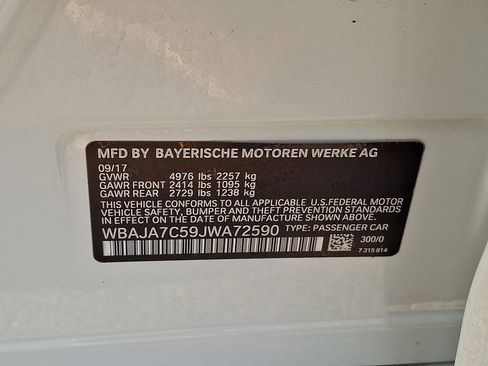 MFD BY BAYERISCHE MOTOREN WERKE AG
09/17
GVWR 4976 lbs 2257 kg
GAWR FRONT 2414 lbs 1095 kg
GAWR REAR 2729 lbs 1238 kg
THIS VEHICLE CONFORMS TO ALL APPLICABLE U.S.FEDERAL MOTOR
VEHICLE SAFETY, BUMPER, AND THEFT PREVENTION STANDARDS
IN EFFECT ON THE DATE OF MANUFACTURE SHOWN ABOVE.
WBAJA7C59JWA72590 TYPE: PASSENGER CAR
300/0
7 315 814